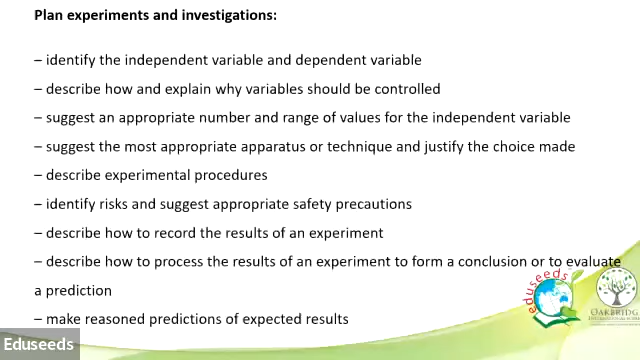 Plan experiments and investigations:
– identify the independent variable and dependent variable
– describe how and explain why variables should be controlled
– suggest an appropriate number and range of values for the independent variable
– suggest the most appropriate apparatus or technique and justify the choice made
– describe experimental procedures
– identify risks and suggest appropriate safety precautions
– describe how to record the results of an experiment
– describe how to process the results of an experiment to form a conclusion or to evaluate
a prediction
– make reasoned predictions of expected results
eduseeds
Eduseeds